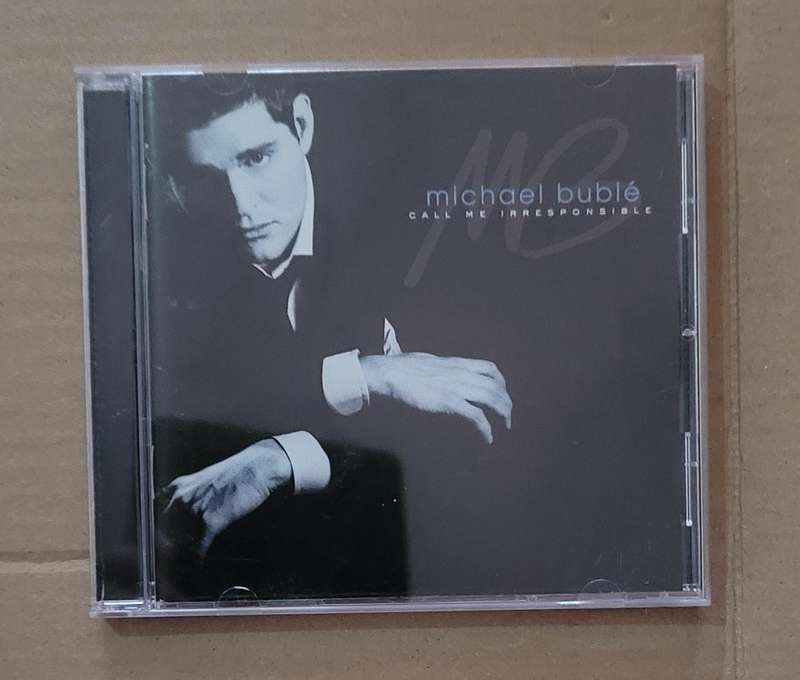 MB
michael bublé
CALL ME IRRESPONSIBLE